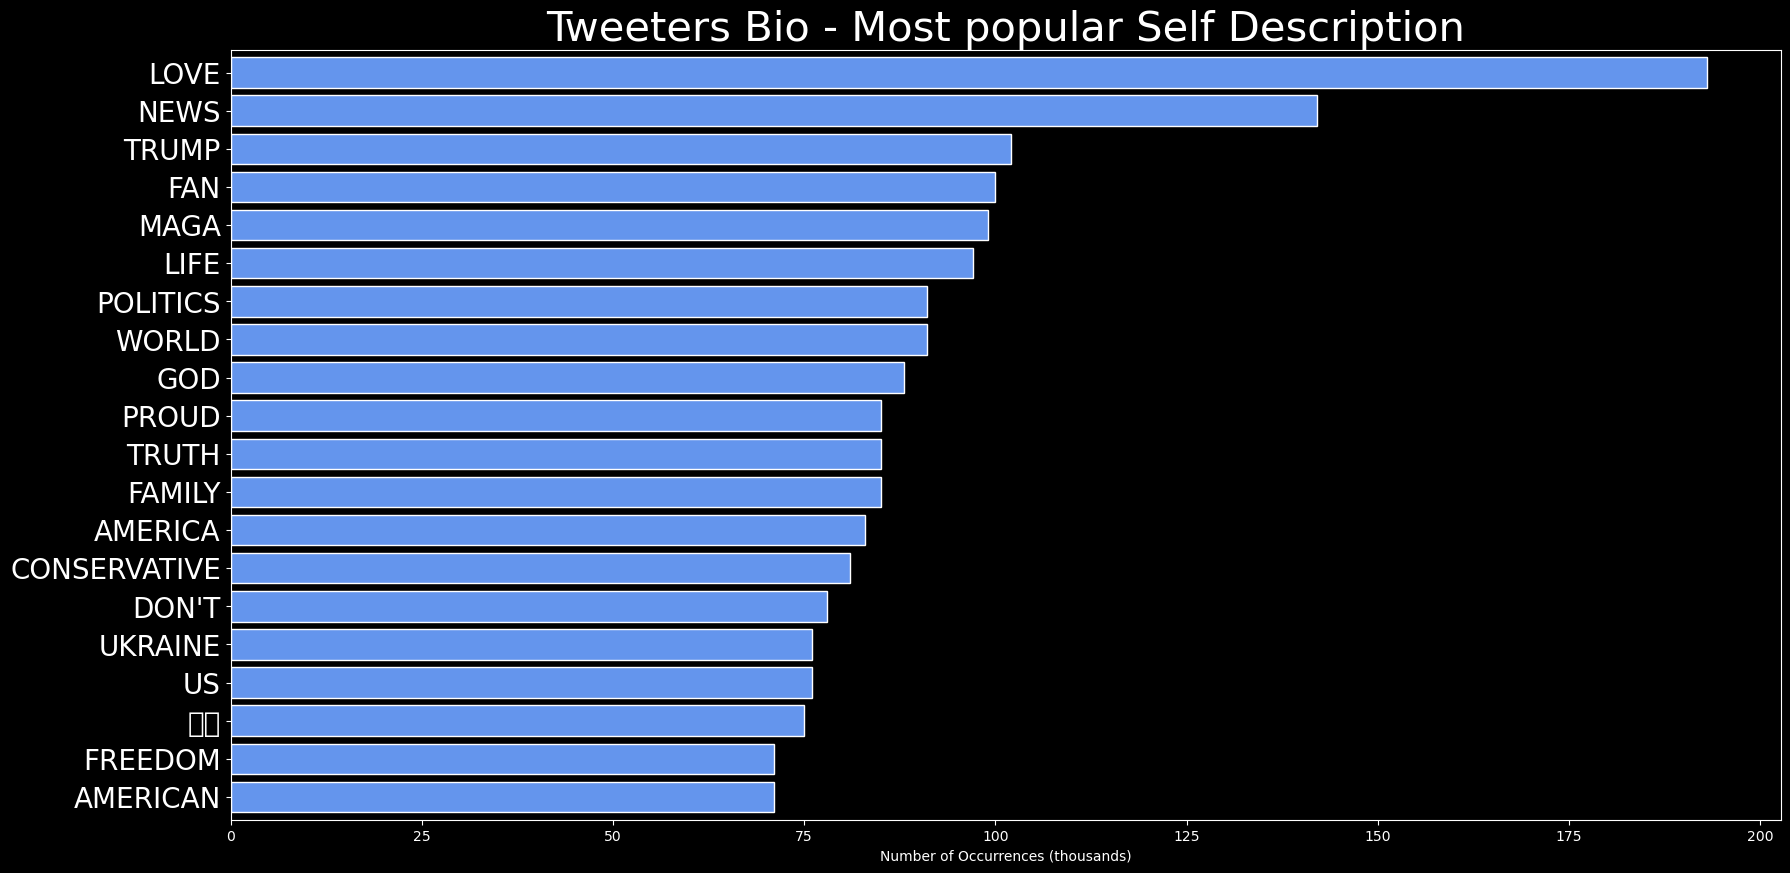 Tweeters Bio - Most popular Self Description
LOVE
NEWS
TRUMP
FAN
MAGA
LIFE
POLITICS
WORLD
GOD
PROUD
TRUTH
FAMILY
AMERICA
CONSERVATIVE
DON'T
UKRAINE
US
FREEDOM
AMERICAN
0 25 50 75 100 125 150 175 200
Number of Occurrences (thousands)